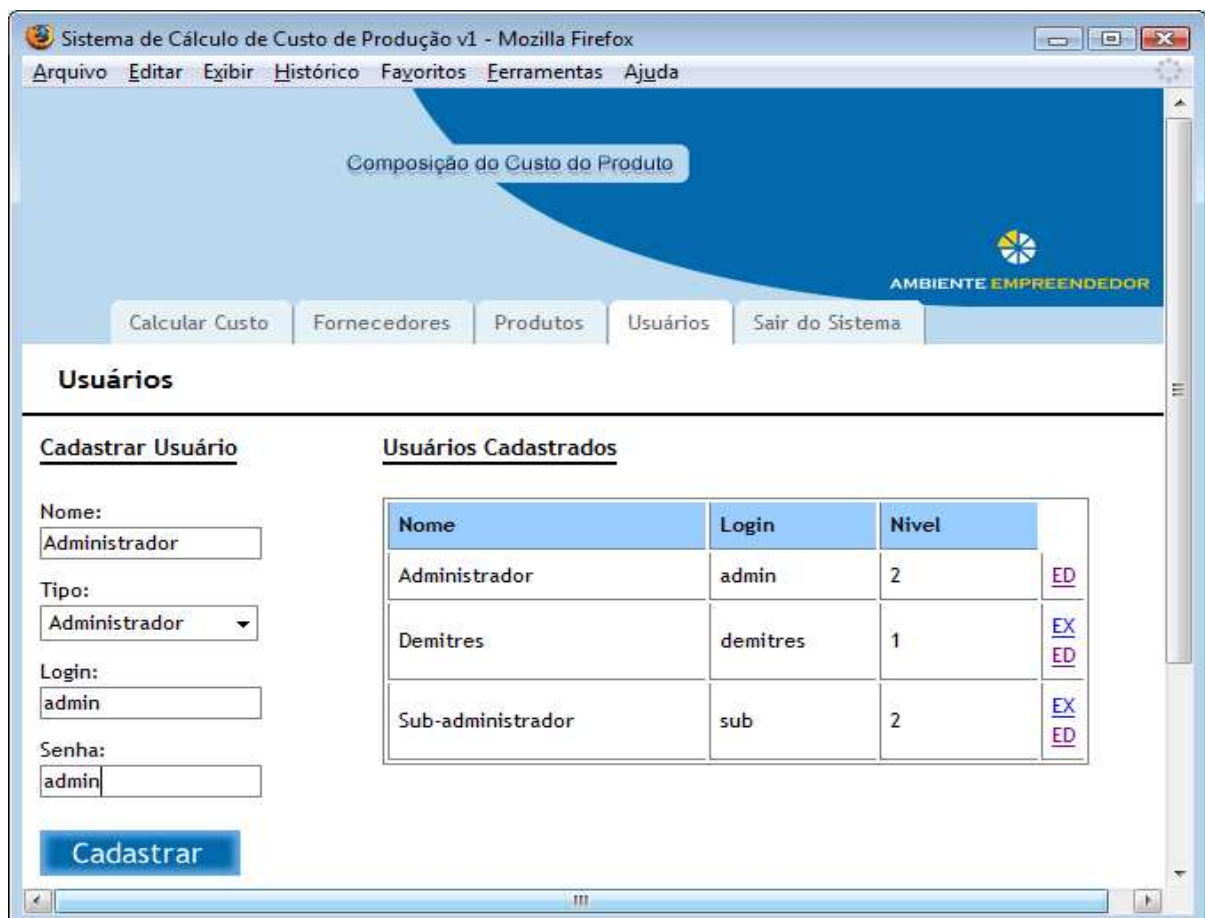 Sistema de Cálculo de Custo de Produção v1 - Mozilla Firefox
Arquivo Editar Exibir Histórico Favoritos Ferramentas Ajuda
Composição do Custo do Produto
AMBIENTE EMPREENDEDOR
Calcular Custo Fornecedores Produtos Usuários Sair do Sistema
Usuários
Cadastrar Usuário
Nome:
Administrador
Tipo:
Administrador
Login:
admin
Senha:
admin
Cadastrar
Usuários Cadastrados
Nome Login Nivel
Administrador admin 2 ED
Demitres demitres 1 EX
ED
Sub-administrador sub 2 EX
ED